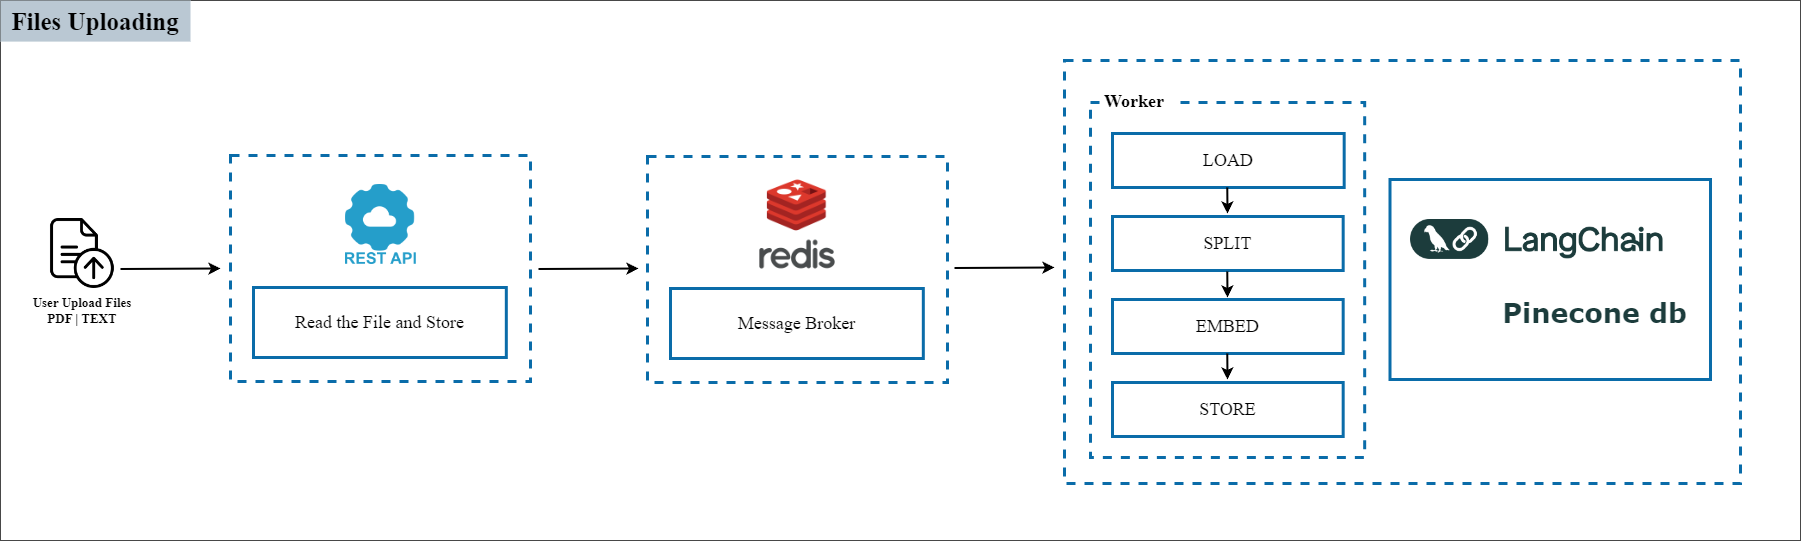 Files Uploading
User Upload Files
PDF | TEXT
REST API
Read the File and Store
redis
Message Broker
Worker
LOAD
SPLIT
EMBED
STORE
LangChain
Pinecone db